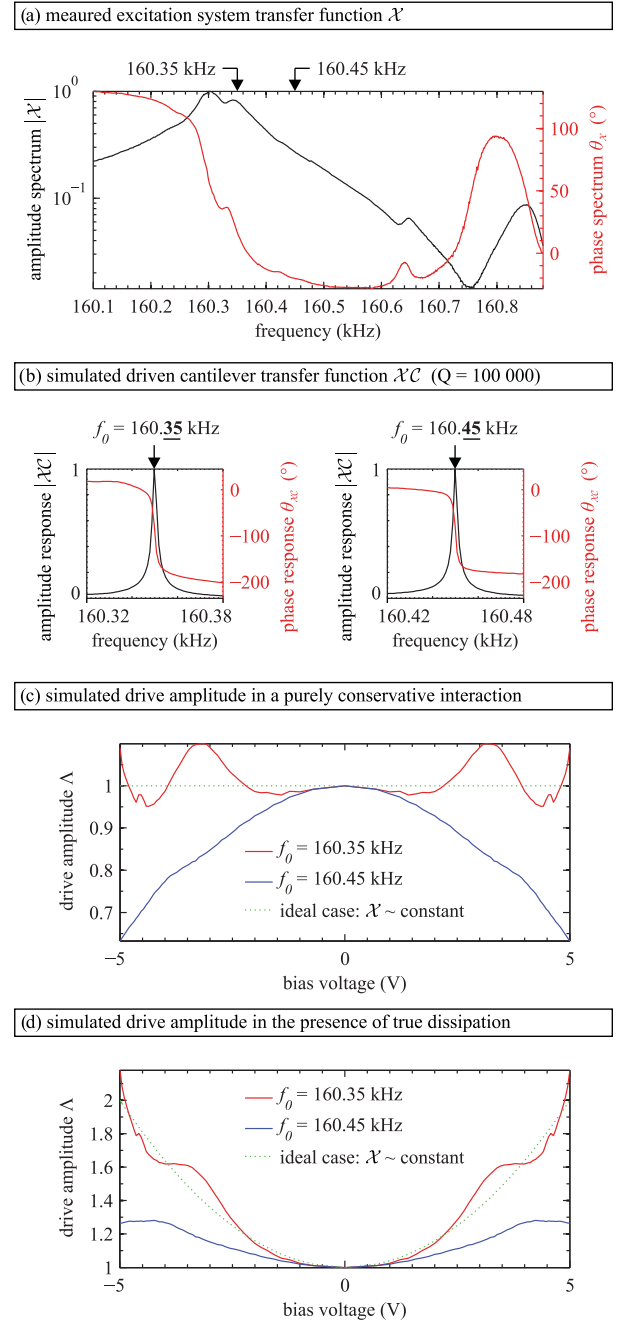 (a) meaured excitation system transfer function 𝒳
160.35 kHz
160.45 kHz
amplitude spectrum |𝒳|
10⁰
10⁻¹
100
50
0
phase spectrum θ𝒳 (°)
160.1 160.2 160.3 160.4 160.5 160.6 160.7 160.8
frequency (kHz)
(b) simulated driven cantilever transfer function 𝒳𝒞 (Q = 100 000)
f₀ = 160.35 kHz
amplitude response |𝒳𝒞|
1
0
0
−100
−200
phase response θ𝒳𝒞 (°)
160.32 160.38
frequency (kHz)
f₀ = 160.45 kHz
amplitude response |𝒳𝒞|
1
0
0
−100
−200
phase response θ𝒳𝒞 (°)
160.42 160.48
frequency (kHz)
(c) simulated drive amplitude in a purely conservative interaction
drive amplitude Λ
1
0.9
0.8
0.7
f₀ = 160.35 kHz
f₀ = 160.45 kHz
ideal case: 𝒳 ~ constant
−5 0 5
bias voltage (V)
(d) simulated drive amplitude in the presence of true dissipation
drive amplitude Λ
2
1.8
1.6
1.4
1.2
1
f₀ = 160.35 kHz
f₀ = 160.45 kHz
ideal case: 𝒳 ~ constant
−5 0 5
bias voltage (V)